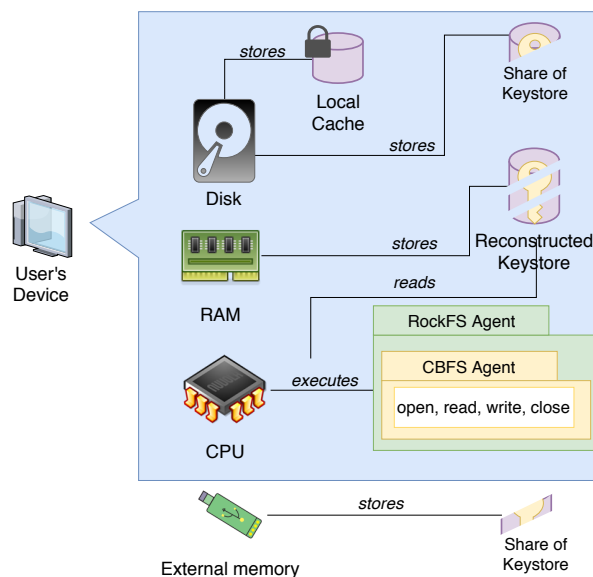 stores
Local
Cache
Share of
Keystore
stores
Disk
User's
Device
stores
Reconstructed
Keystore
RAM
reads
RockFS Agent
CBFS Agent
executes
open, read, write, close
CPU
stores
External memory
Share of
Keystore